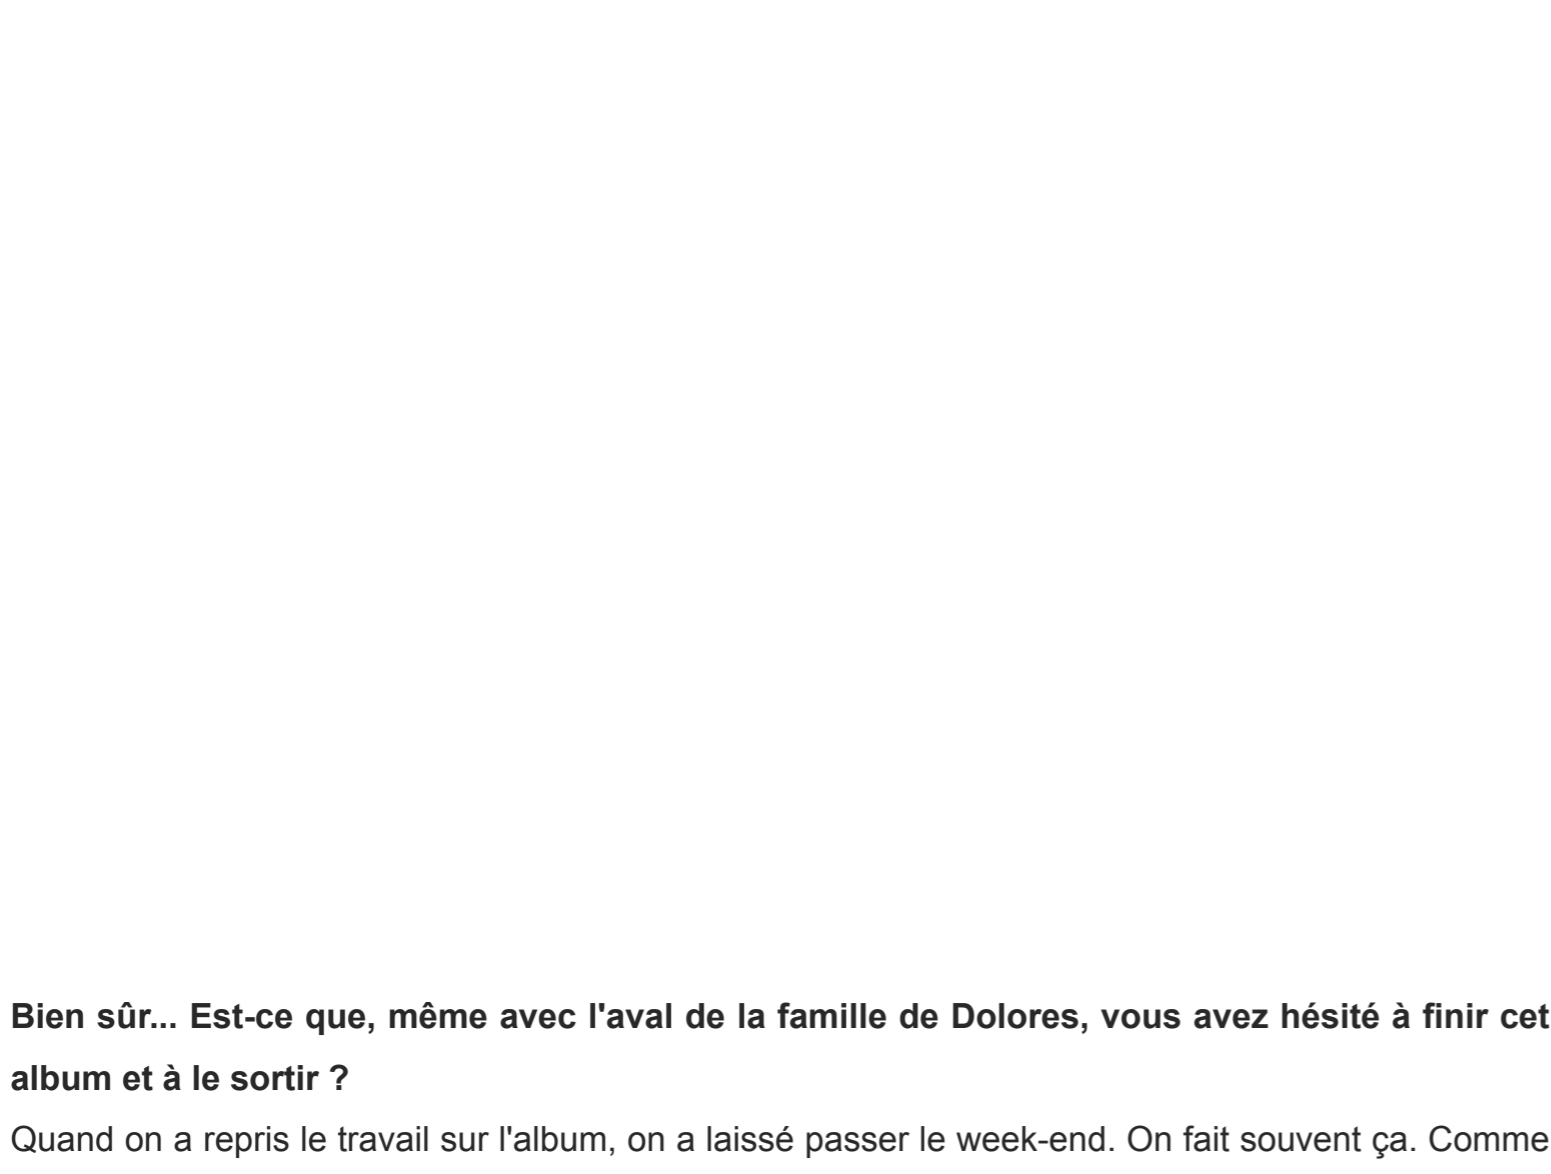 Bien sûr... Est-ce que, même avec l'aval de la famille de Dolores, vous avez hésité à finir cet
album et à le sortir ?
Quand on a repris le travail sur l'album, on a laissé passer le week-end. On fait souvent ça. Comme